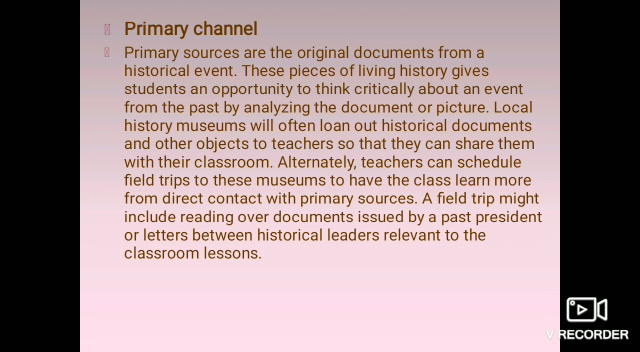 Primary channel
Primary sources are the original documents from a
historical event. These pieces of living history gives
students an opportunity to think critically about an event
from the past by analyzing the document or picture. Local
history museums will often loan out historical documents
and other objects to teachers so that they can share them
with their classroom. Alternately, teachers can schedule
field trips to these museums to have the class learn more
from direct contact with primary sources. A field trip might
include reading over documents issued by a past president
or letters between historical leaders relevant to the
classroom lessons.
V RECORDER